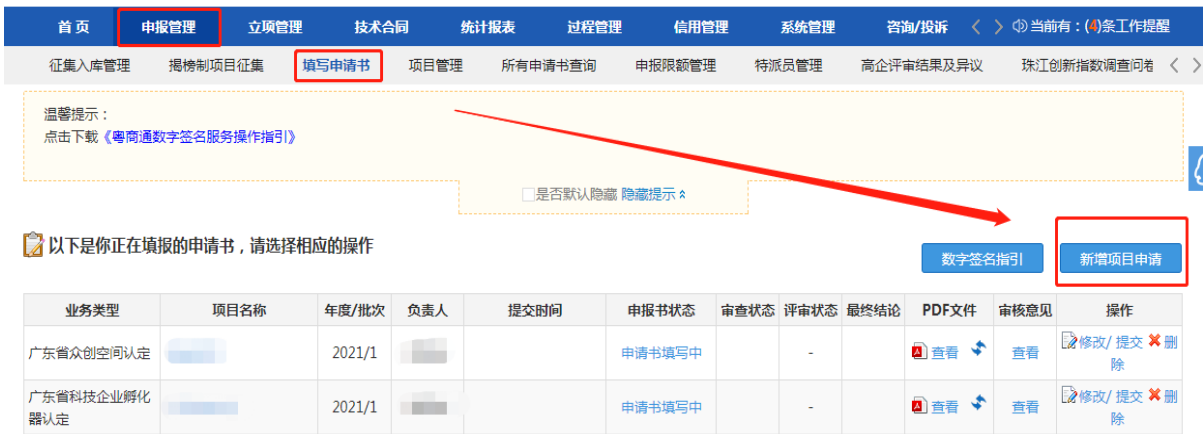 首页 申报管理 立项管理 技术合同 统计报表 过程管理 信用管理 系统管理 咨询/投诉 当前有：(4)条工作提醒
征集入库管理 揭榜制项目征集 填写申请书 项目管理 所有申请书查询 申报限额管理 特派员管理 高企评审结果及异议 珠江创新指数调查问卷
温馨提示：
点击下载《粤商通数字签名服务操作指引》
是否默认隐藏 隐藏提示
以下是你正在填报的申请书，请选择相应的操作
数字签名指引 新增项目申请
业务类型 项目名称 年度/批次 负责人 提交时间 申报书状态 审查状态 评审状态 最终结论 PDF文件 审核意见 操作
广东省众创空间认定 2021/1 申请书填写中 - 查看 查看 修改/ 提交 删
除
广东省科技企业孵化
器认定 2021/1 申请书填写中 - 查看 查看 修改/ 提交 删
除